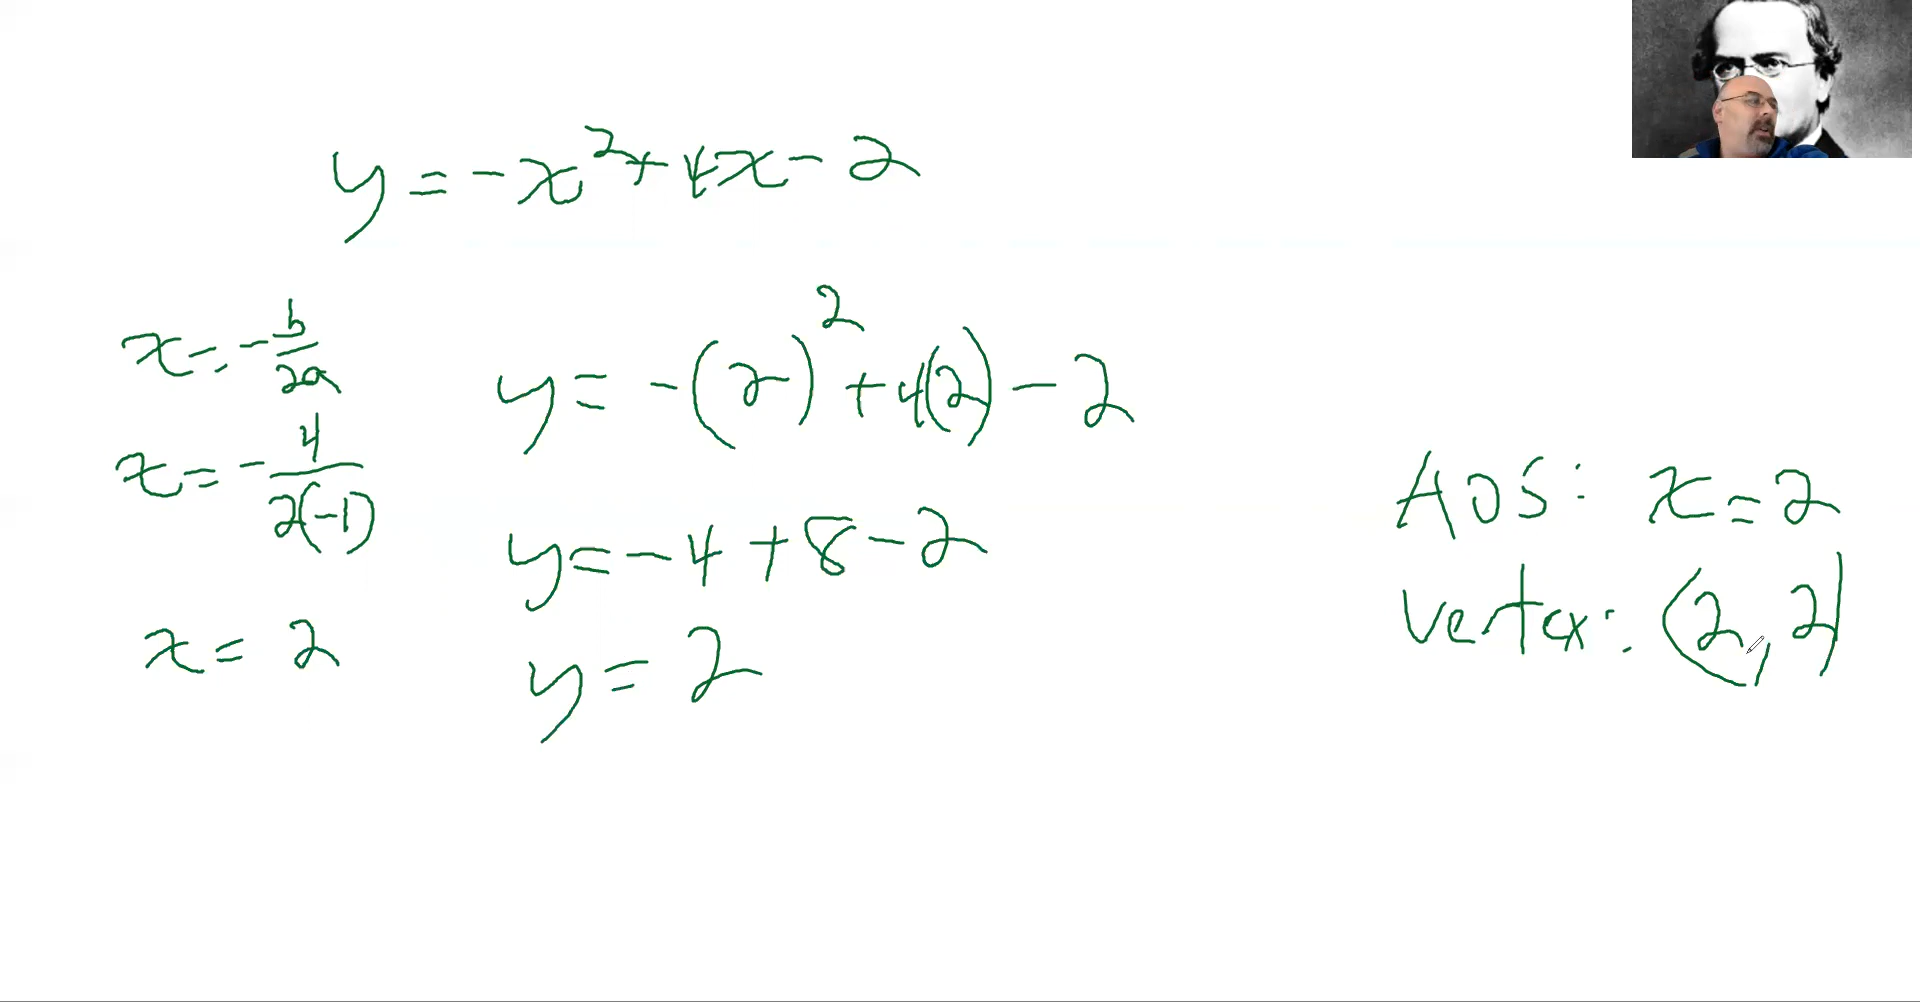 y = -x² + 4x - 2
x = -b/2a
x = -4/2(-1)
x = 2
y = -(2)² + 4(2) - 2
y = -4 + 8 - 2
y = 2
AOS: x = 2
Vertex: (2, 2)